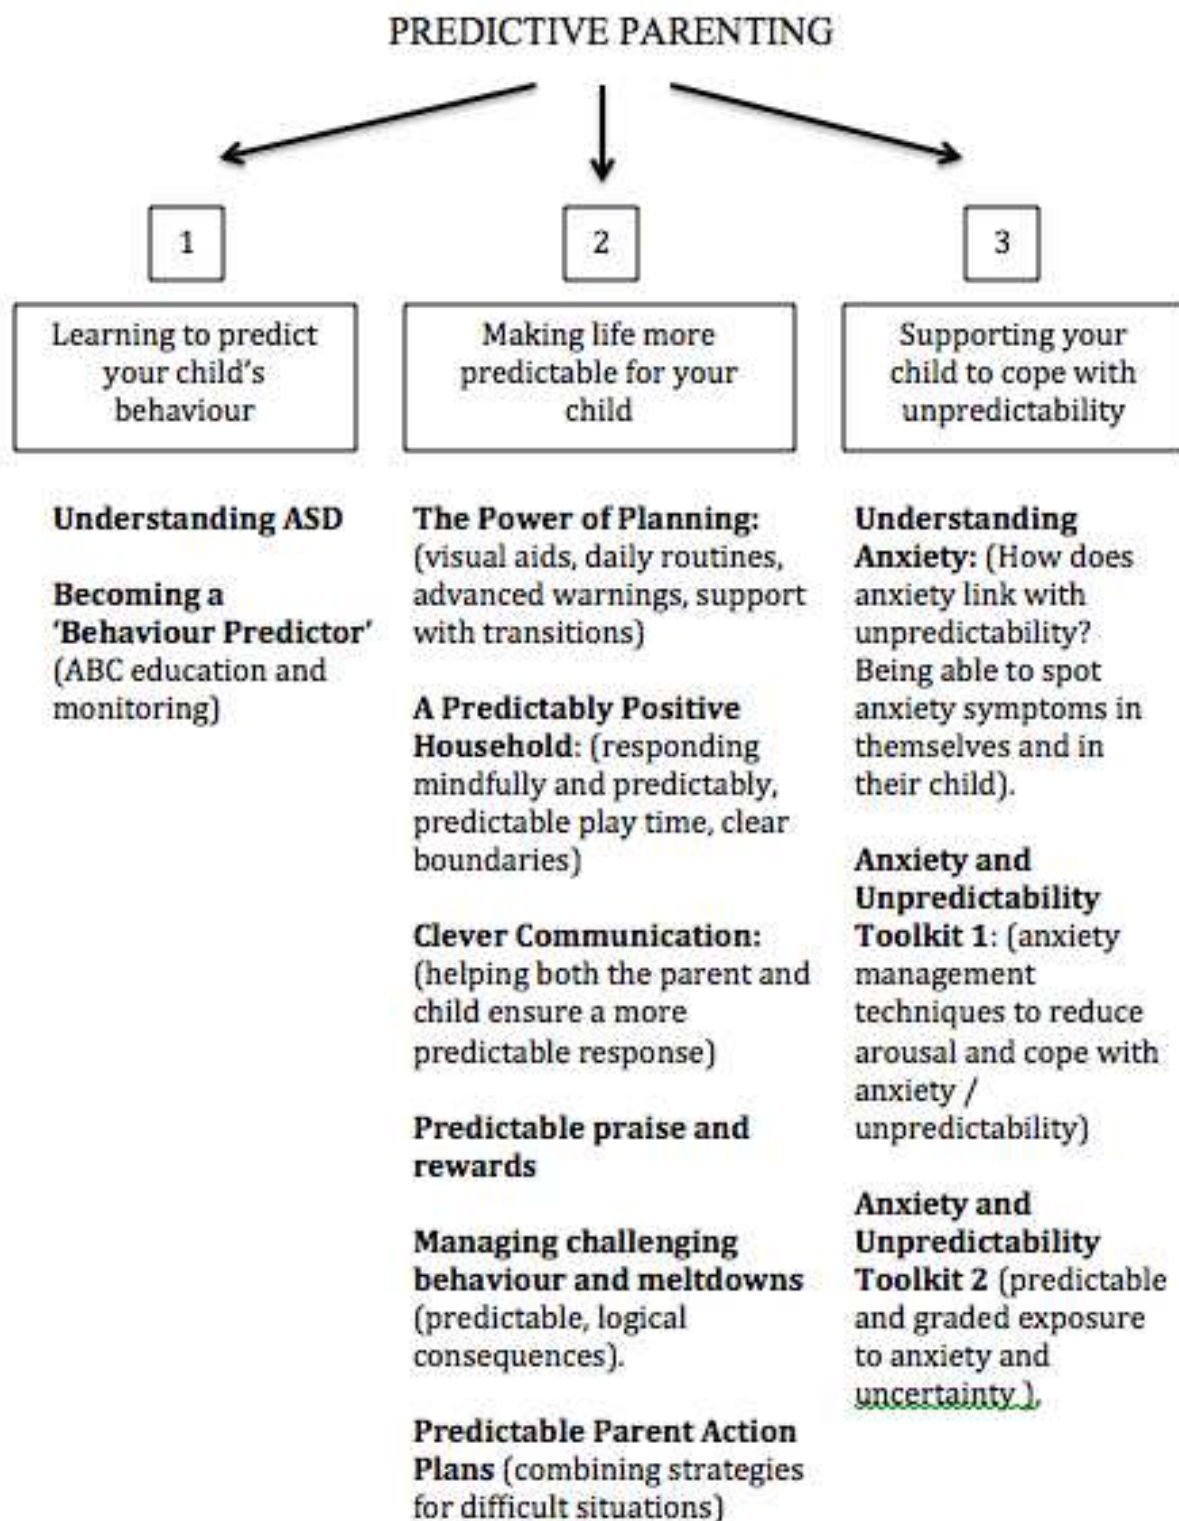 PREDICTIVE PARENTING
1
Learning to predict
your child's
behaviour
Understanding ASD
Becoming a
'Behaviour Predictor'
(ABC education and
monitoring)
2
Making life more
predictable for your
child
The Power of Planning:
(visual aids, daily routines,
advanced warnings, support
with transitions)
A Predictably Positive
Household: (responding
mindfully and predictably,
predictable play time, clear
boundaries)
Clever Communication:
(helping both the parent and
child ensure a more
predictable response)
Predictable praise and
rewards
Managing challenging
behaviour and meltdowns
(predictable, logical
consequences).
Predictable Parent Action
Plans (combining strategies
for difficult situations)
3
Supporting your
child to cope with
unpredictability
Understanding
Anxiety: (How does
anxiety link with
unpredictability?
Being able to spot
anxiety symptoms in
themselves and in
their child).
Anxiety and
Unpredictability
Toolkit 1: (anxiety
management
techniques to reduce
arousal and cope with
anxiety /
unpredictability)
Anxiety and
Unpredictability
Toolkit 2 (predictable
and graded exposure
to anxiety and
uncertainty ).